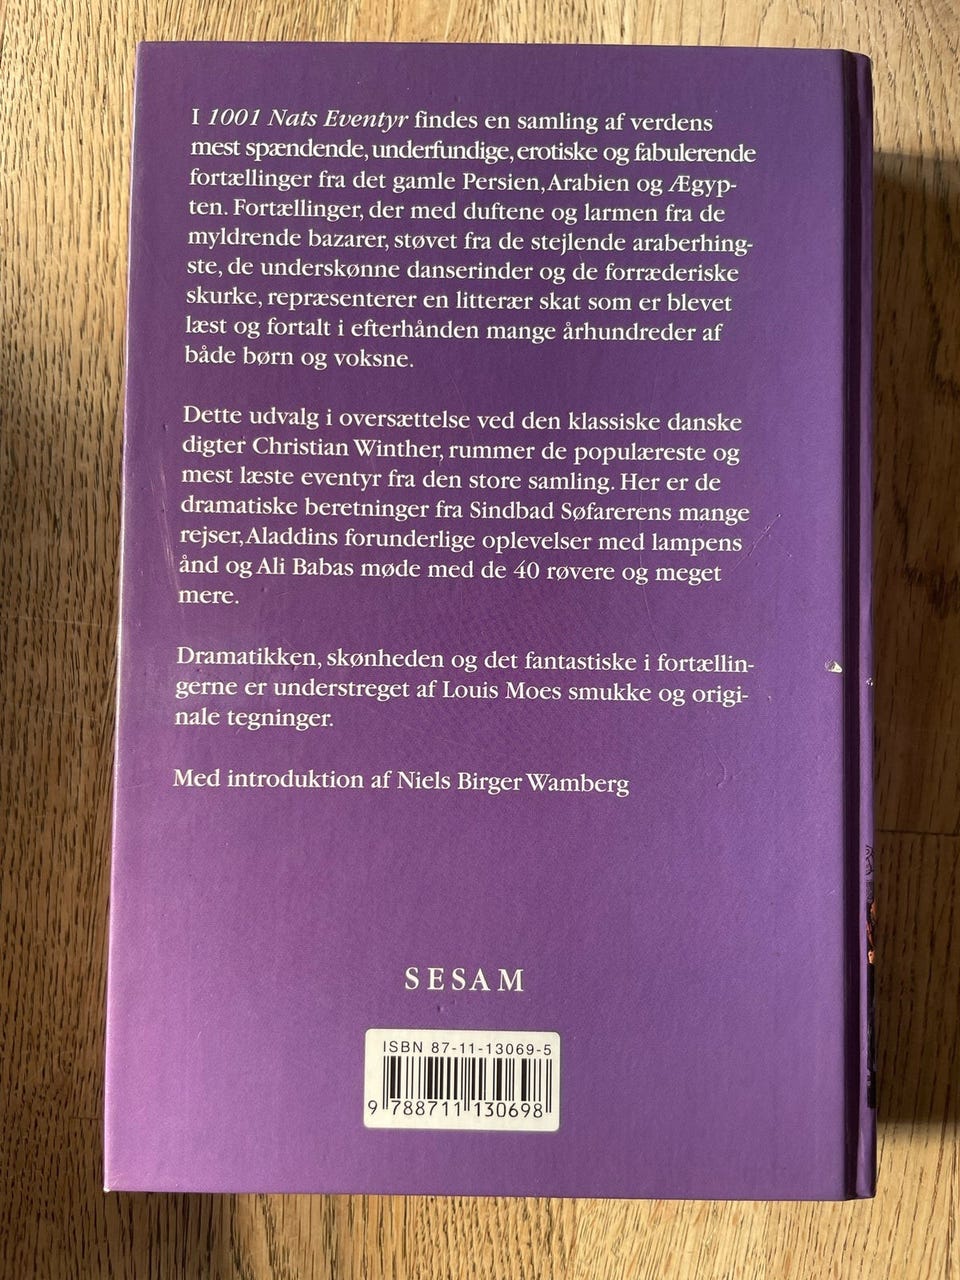 I 1001 Nats Eventyr findes en samling af verdens
mest spændende, underfundige, erotiske og fabulerende
fortællinger fra det gamle Persien, Arabien og Ægyp-
ten. Fortællinger, der med duftene og larmen fra de
myldrende bazarer, støvet fra de stejlende araberhing-
ste, de underskønne danserinder og de forræderiske
skurke, repræsenterer en litterær skat som er blevet
læst og fortalt i efterhånden mange århundreder af
både børn og voksne.
Dette udvalg i oversættelse ved den klassiske danske
digter Christian Winther, rummer de populæreste og
mest læste eventyr fra den store samling. Her er de
dramatiske beretninger fra Sindbad Søfarerens mange
rejser, Aladdins forunderlige oplevelser med lampens
ånd og Ali Babas møde med de 40 røvere og meget
mere.
Dramatikken, skønheden og det fantastiske i fortællin-
gerne er understreget af Louis Moes smukke og origi-
nale tegninger.
Med introduktion af Niels Birger Wamberg
SESAM
ISBN 87-11-13069-5
9 788711 130698